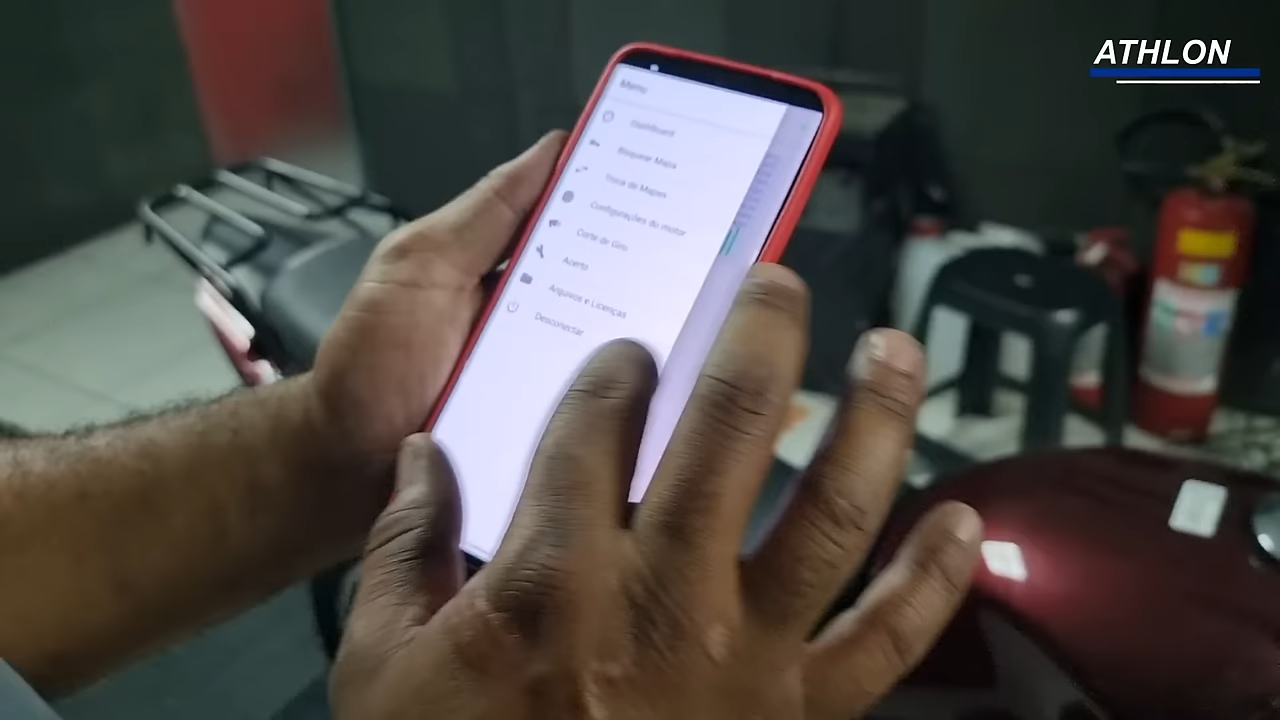 ATHLON
Menu
Dashboard
Bloquear Mapa
Troca de Mapas
Configurações do motor
Corte de Giro
Acerto
Arquivos e Licenças
Desconectar